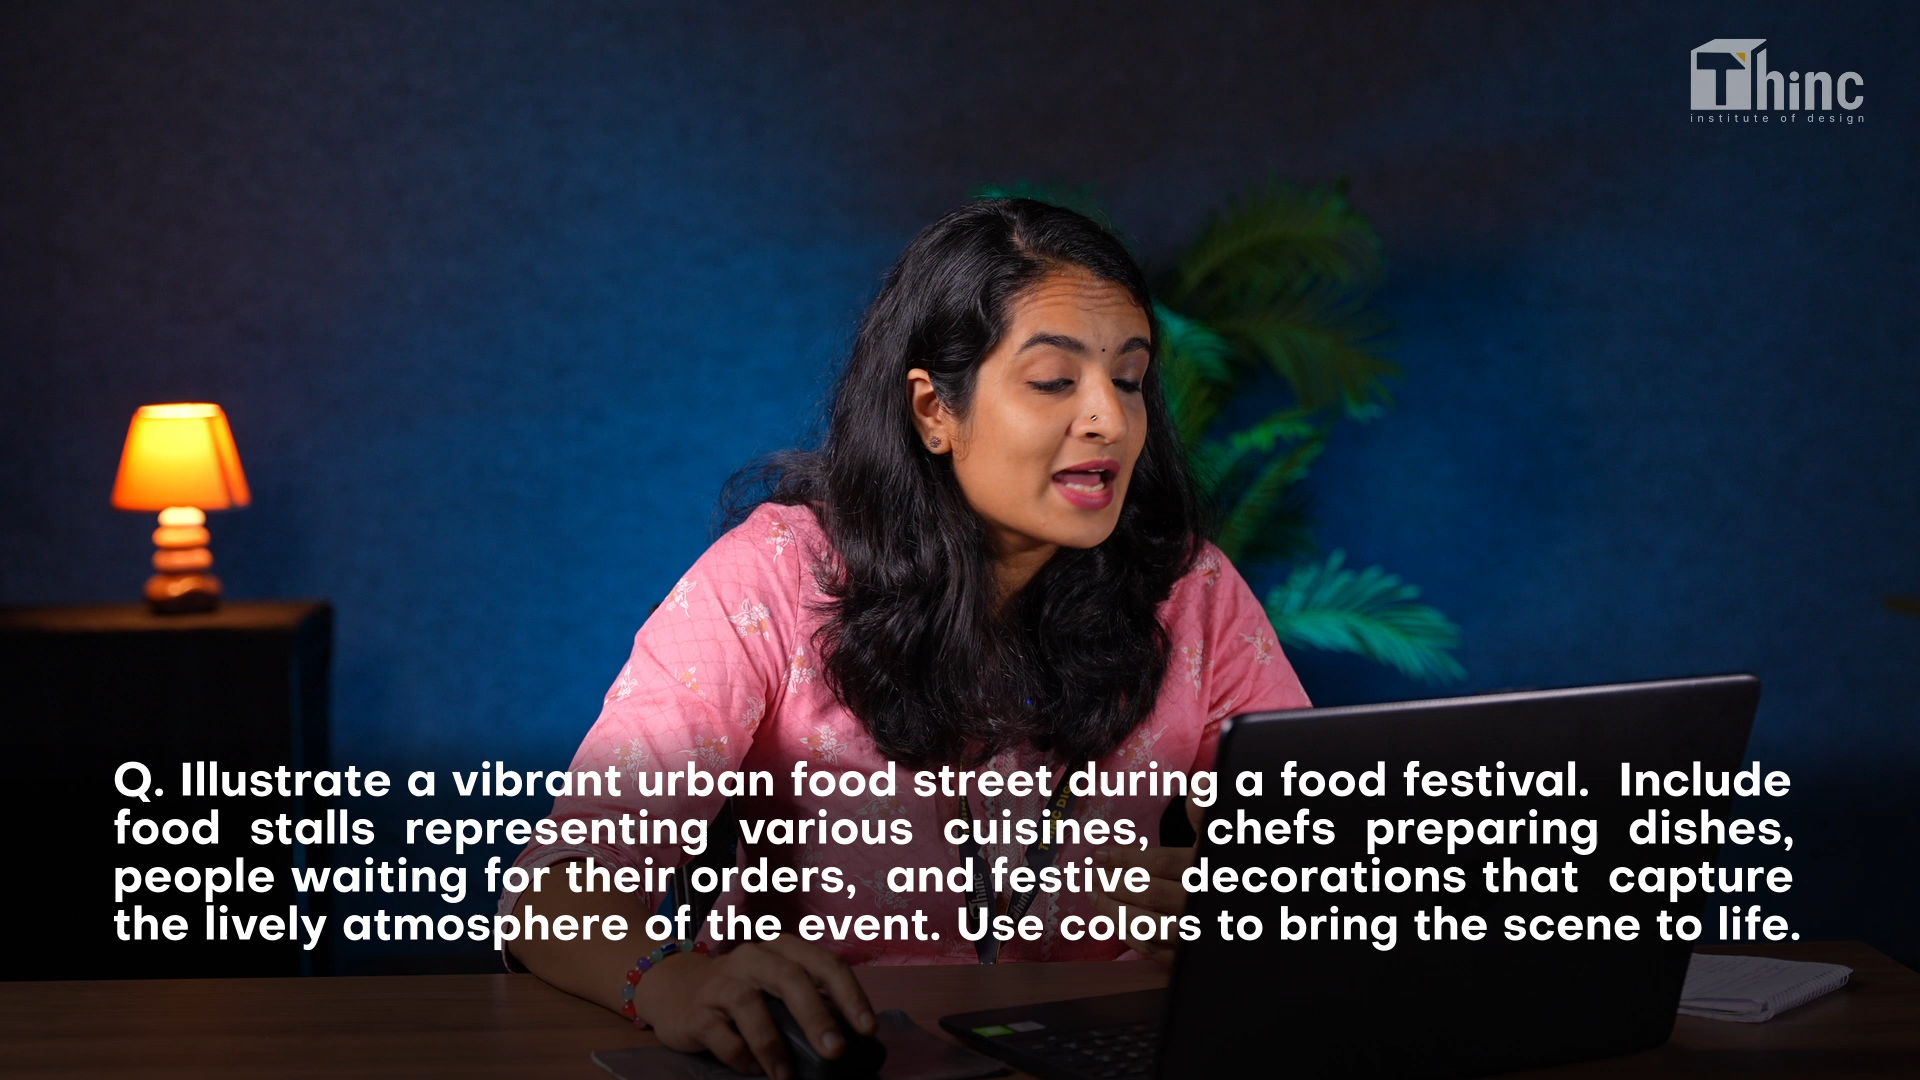 Thinc
institute of design
Q. Illustrate a vibrant urban food street during a food festival. Include
food stalls representing various cuisines, chefs preparing dishes,
people waiting for their orders, and festive decorations that capture
the lively atmosphere of the event. Use colors to bring the scene to life.